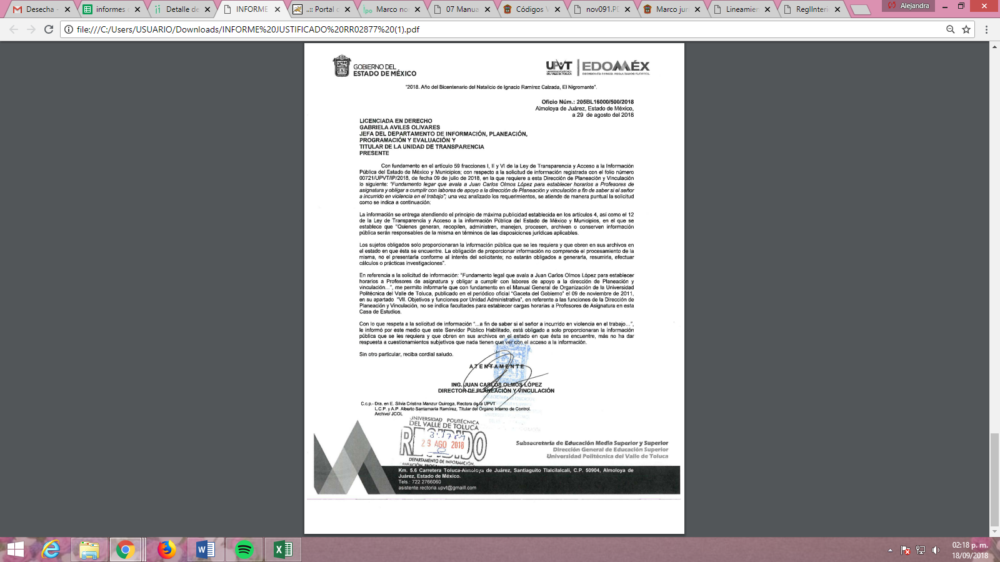 Desecha
informes
Detalle de
INFORME
..:: Portal
Marco no
07 Manua
Códigos
nov091.PD
Marco juri
Lineamien
ReglInteri
Alejandra
file:///C:/Users/USUARIO/Downloads/INFORME%20JUSTIFICADO%20RR02877%20(1).pdf
GOBIERNO DEL
ESTADO DE MÉXICO
UPVT
UNIVERSIDAD POLITÉCNICA
DEL VALLE DE TOLUCA
EDOMÉX
DECISIONES FIRMES, RESULTADOS FUERTES.
"2018. Año del Bicentenario del Natalicio de Ignacio Ramírez Calzada, El Nigromante".
Oficio Núm.: 205BL16000/500/2018
Almoloya de Juárez, Estado de México,
a 29 de agosto del 2018
LICENCIADA EN DERECHO
GABRIELA AVILES OLIVARES
JEFA DEL DEPARTAMENTO DE INFORMACIÓN, PLANEACIÓN,
PROGRAMACIÓN Y EVALUACIÓN Y
TITULAR DE LA UNIDAD DE TRANSPARENCIA
PRESENTE
Con fundamento en el artículo 59 fracciones I, II y VI de la Ley de Transparencia y Acceso a la Información
Pública del Estado de México y Municipios; con respecto a la solicitud de información registrada con el folio número
00721/UPVT/IP/2018, de fecha 09 de julio de 2018, en la que requiere a esta Dirección de Planeación y Vinculación
lo siguiente: "Fundamento legar que avala a Juan Carlos Olmos López para establecer horarios a Profesores de
asignatura y obligar a cumplir con labores de apoyo a la dirección de Planeación y vinculación a fin de saber si el señor
a incurrido en violencia en el trabajo"; una vez analizado los requerimientos, se atiende de manera puntual la solicitud
como se indica a continuación:
La información se entrega atendiendo el principio de máxima publicidad establecida en los artículos 4, así como el 12
de la Ley de Transparencia y Acceso a la información Pública del Estado de México y Municipios, en el que se
establece que "Quienes generan, recopilen, administren, manejen, procesen, archiven o conserven información
pública serán responsables de la misma en términos de las disposiciones jurídicas aplicables.
Los sujetos obligados solo proporcionaran la información pública que se les requiera y que obren en sus archivos en
el estado en que ésta se encuentre. La obligación de proporcionar información no comprende el procesamiento de la
misma, no el presentarla conforme al interés del solicitante; no estarán obligados a generarla, resumirla, efectuar
cálculos o prácticas investigaciones".
En referencia a la solicitud de información: "Fundamento legal que avala a Juan Carlos Olmos López para establecer
horarios a Profesores de asignatura y obligar a cumplir con labores de apoyo a la dirección de Planeación y
vinculación...", me permito informarle que con fundamento en el Manual General de Organización de la Universidad
Politécnica del Valle de Toluca, publicado en el periódico oficial "Gaceta del Gobierno" el 09 de noviembre de 2011,
en su apartado "VII. Objetivos y funciones por Unidad Administrativa", en referente a las funciones de la Dirección de
Planeación y Vinculación, no se indica facultades para establecer cargas horarias a Profesores de Asignatura en esta
Casa de Estudios.
Con lo que respeta a la solicitud de información "...a fin de saber si el señor a incurrido en violencia en el trabajo...",
le informó por este medio que este Servidor Público Habilitado, está obligado a solo proporcionaran la información
pública que se les requiera y que obren en sus archivos en el estado en que ésta se encuentre, más no ha dar
respuesta a cuestionamientos subjetivos que nada tienen que ver con el acceso a la información.
Sin otro particular, reciba cordial saludo.
A T E N T A M E N T E
ING. JUAN CARLOS OLMOS LÓPEZ
DIRECTOR DE PLANEACIÓN Y VINCULACIÓN
C.c.p.- Dra. en E. Silvia Cristina Manzur Quiroga, Rectora de la UPVT
L.C.P. y A.P. Alberto Santamaría Ramírez, Titular del Órgano Interno de Control.
Archivo/ JCOL
UNIVERSIDAD POLITÉCNICA
DEL VALLE DE TOLUCA
RECIBIDO
29 AGO 2018
DEPARTAMENTO DE INFORMACIÓN,
Subsecretaría de Educación Media Superior y Superior
Dirección General de Educación Superior
Universidad Politécnica del Valle de Toluca
Km. 5.6 Carretera Toluca-Almoloya de Juárez, Santiaguito Tlalcilalcali, C.P. 50904, Almoloya de
Juárez, Estado de México.
Tels.: 722 2766060
asistente.rectoria.upvt@gmaill.com
02:18 p. m.
18/09/2018